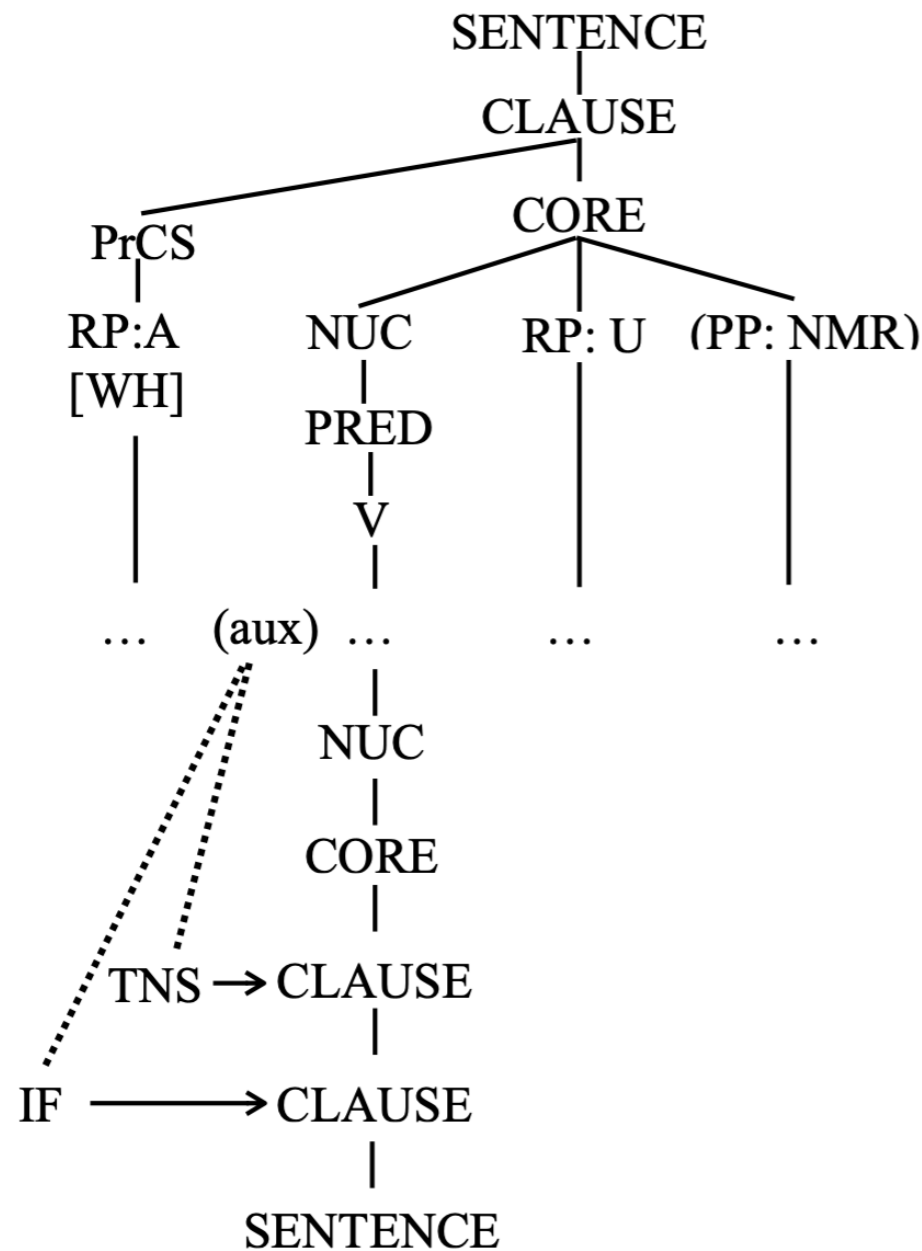 SENTENCE
CLAUSE
PrCS CORE
RP:A NUC RP: U (PP: NMR)
[WH]
PRED
V
… (aux) … … …
NUC
CORE
TNS CLAUSE
IF CLAUSE
SENTENCE